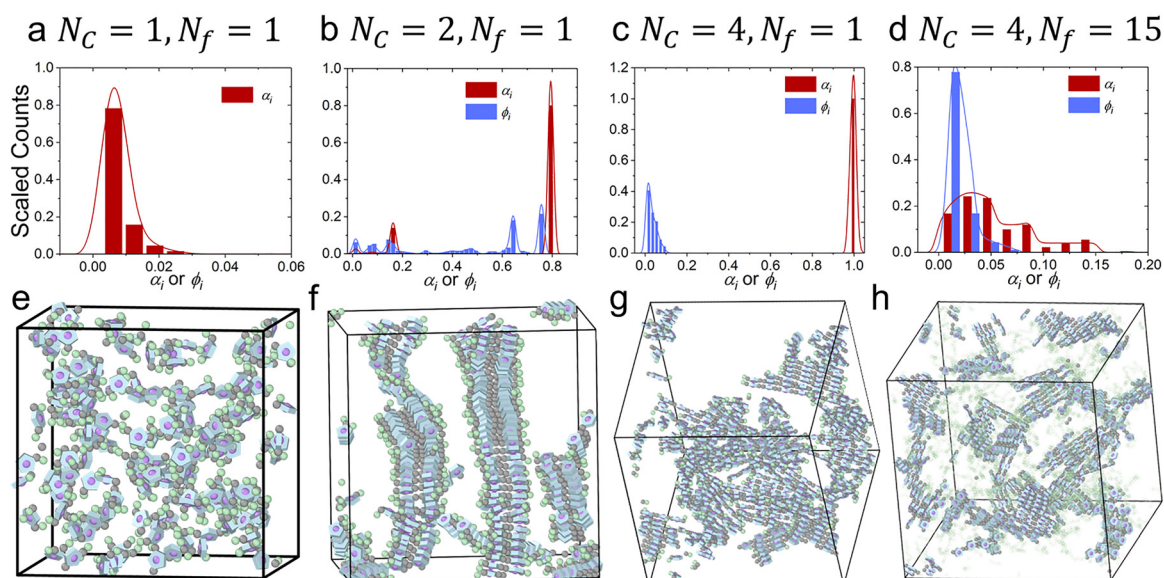 a N_C = 1, N_f = 1
b N_C = 2, N_f = 1
c N_C = 4, N_f = 1
d N_C = 4, N_f = 15
Scaled Counts
1.0
0.8
0.6
0.4
0.2
0.0
0.00 0.02 0.04 0.06
α_i
α_i or ϕ_i
1.0
0.8
0.6
0.4
0.2
0.0
0.0 0.2 0.4 0.6 0.8
α_i
ϕ_i
α_i or ϕ_i
1.2
1.0
0.8
0.6
0.4
0.2
0.0
0.0 0.2 0.4 0.6 0.8 1.0
α_i
ϕ_i
α_i or ϕ_i
0.8
0.6
0.4
0.2
0.0
0.00 0.05 0.10 0.15 0.20
α_i
ϕ_i
α_i or ϕ_i
e
f
g
h